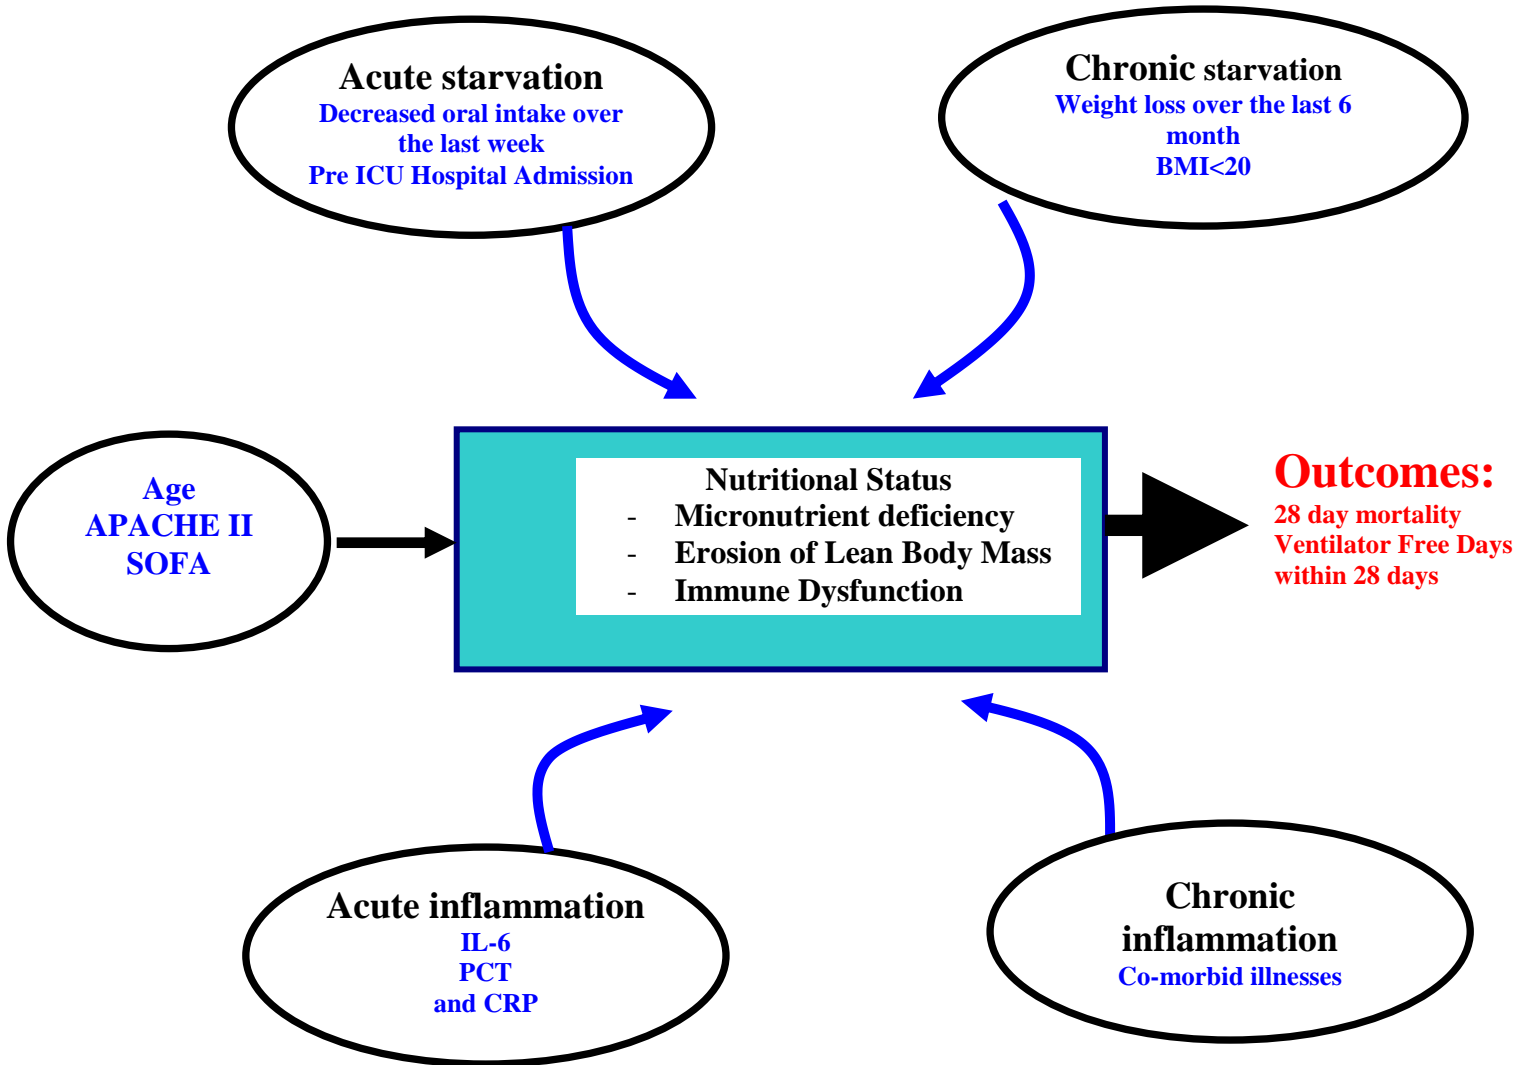 Acute starvation
Decreased oral intake over
the last week
Pre ICU Hospital Admission
Chronic starvation
Weight loss over the last 6
month
BMI<20
Age
APACHE II
SOFA
Nutritional Status
- Micronutrient deficiency
- Erosion of Lean Body Mass
- Immune Dysfunction
Outcomes:
28 day mortality
Ventilator Free Days
within 28 days
Acute inflammation
IL-6
PCT
and CRP
Chronic
inflammation
Co-morbid illnesses